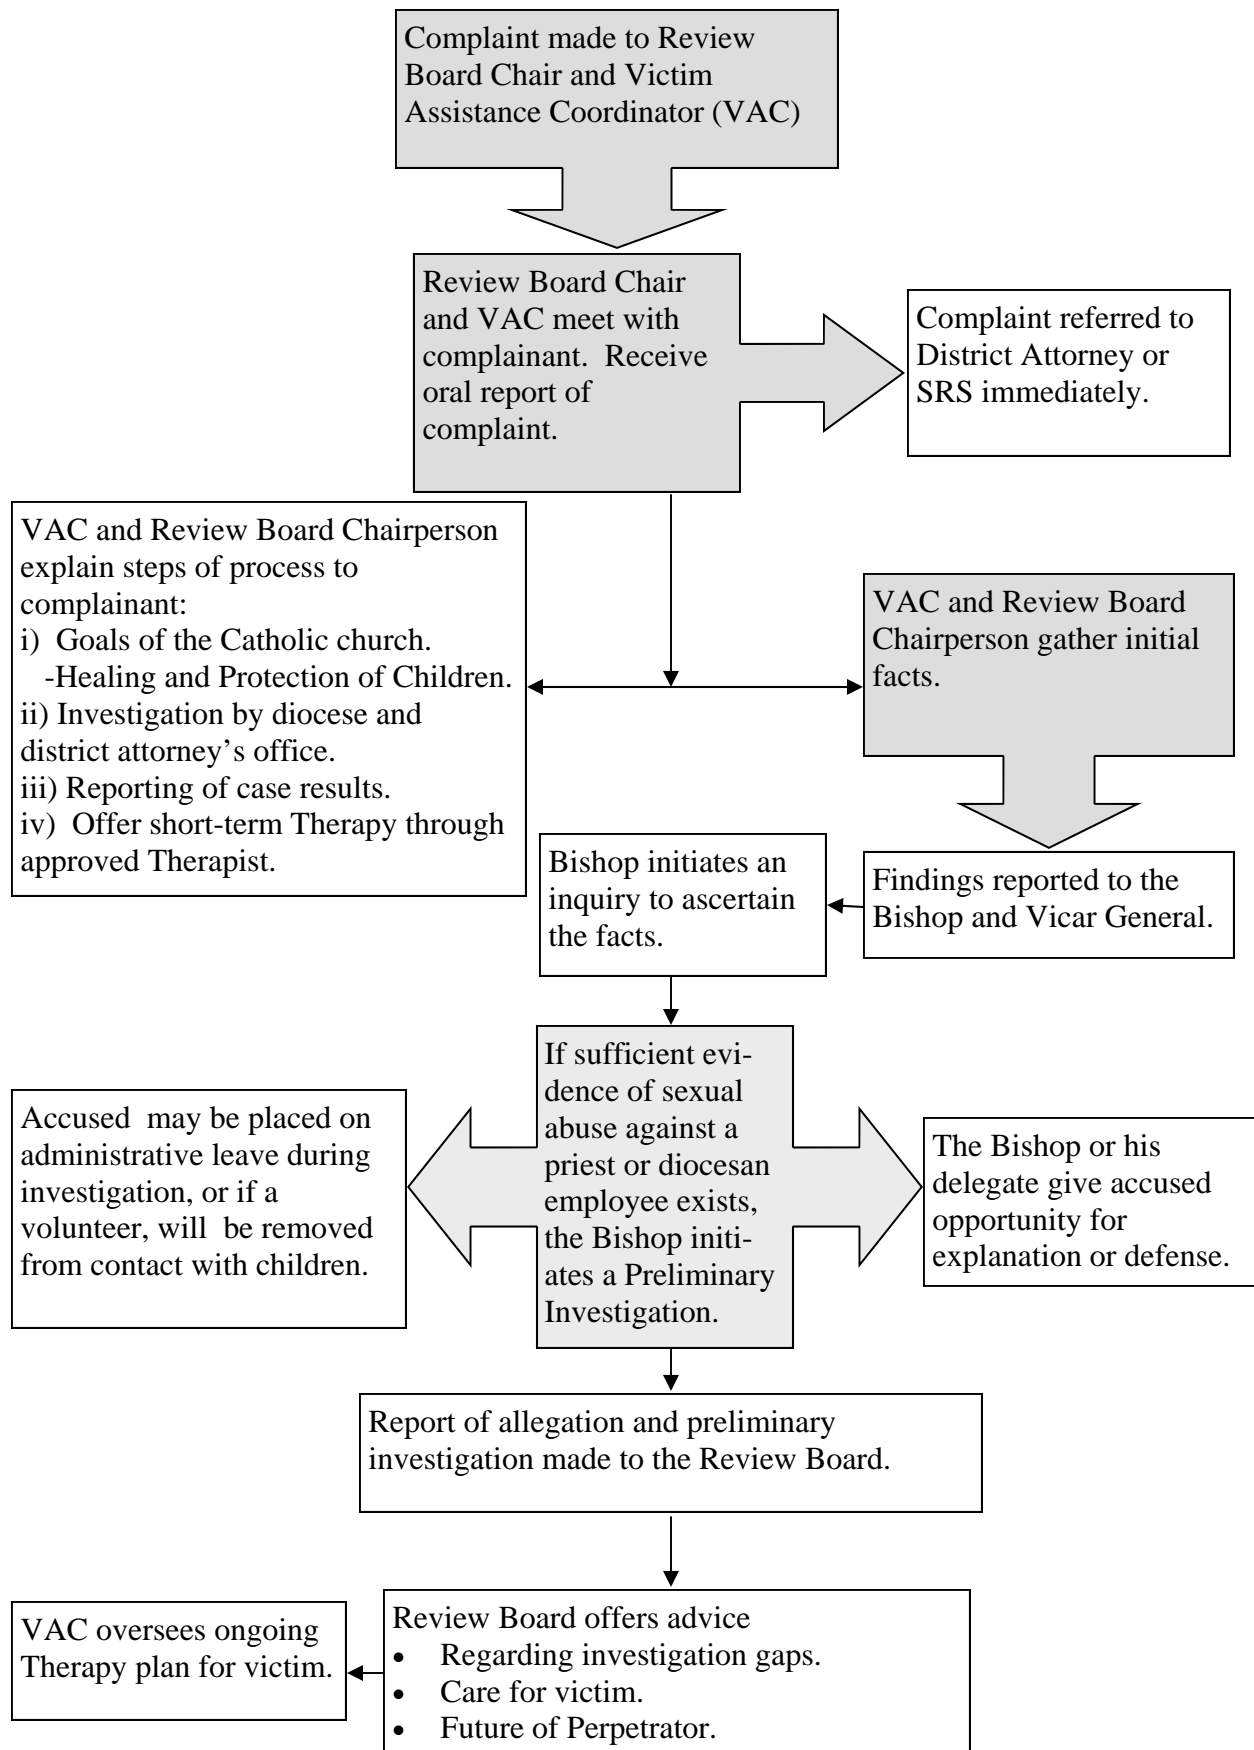 Complaint made to Review
Board Chair and Victim
Assistance Coordinator (VAC)
Review Board Chair
and VAC meet with
complainant.  Receive
oral report of
complaint.
Complaint referred to
District Attorney or
SRS immediately.
VAC and Review Board Chairperson
explain steps of process to
complainant:
i)  Goals of the Catholic church.
-Healing and Protection of Children.
ii) Investigation by diocese and
district attorney’s office.
iii) Reporting of case results.
iv)  Offer short-term Therapy through
approved Therapist.
VAC and Review Board
Chairperson gather initial
facts.
Findings reported to the
Bishop and Vicar General.
Bishop initiates an
inquiry to ascertain
the facts.
If sufficient evi-
dence of sexual
abuse against a
priest or diocesan
employee exists,
the Bishop initi-
ates a Preliminary
Investigation.
Accused  may be placed on
administrative leave during
investigation, or if a
volunteer, will  be removed
from contact with children.
The Bishop or his
delegate give accused
opportunity for
explanation or defense.
Report of allegation and preliminary
investigation made to the Review Board.
Review Board offers advice
• Regarding investigation gaps.
• Care for victim.
• Future of Perpetrator.
VAC oversees ongoing
Therapy plan for victim.